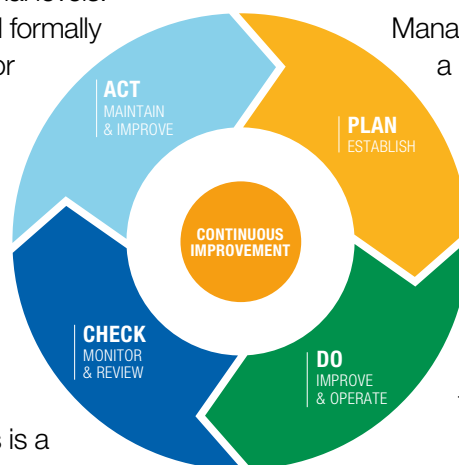 formally
Mana
or
a
ACT
MAINTAIN
& IMPROVE
PLAN
ESTABLISH
CONTINUOUS
IMPROVEMENT
CHECK
MONITOR
& REVIEW
DO
IMPROVE
& OPERATE
s is a